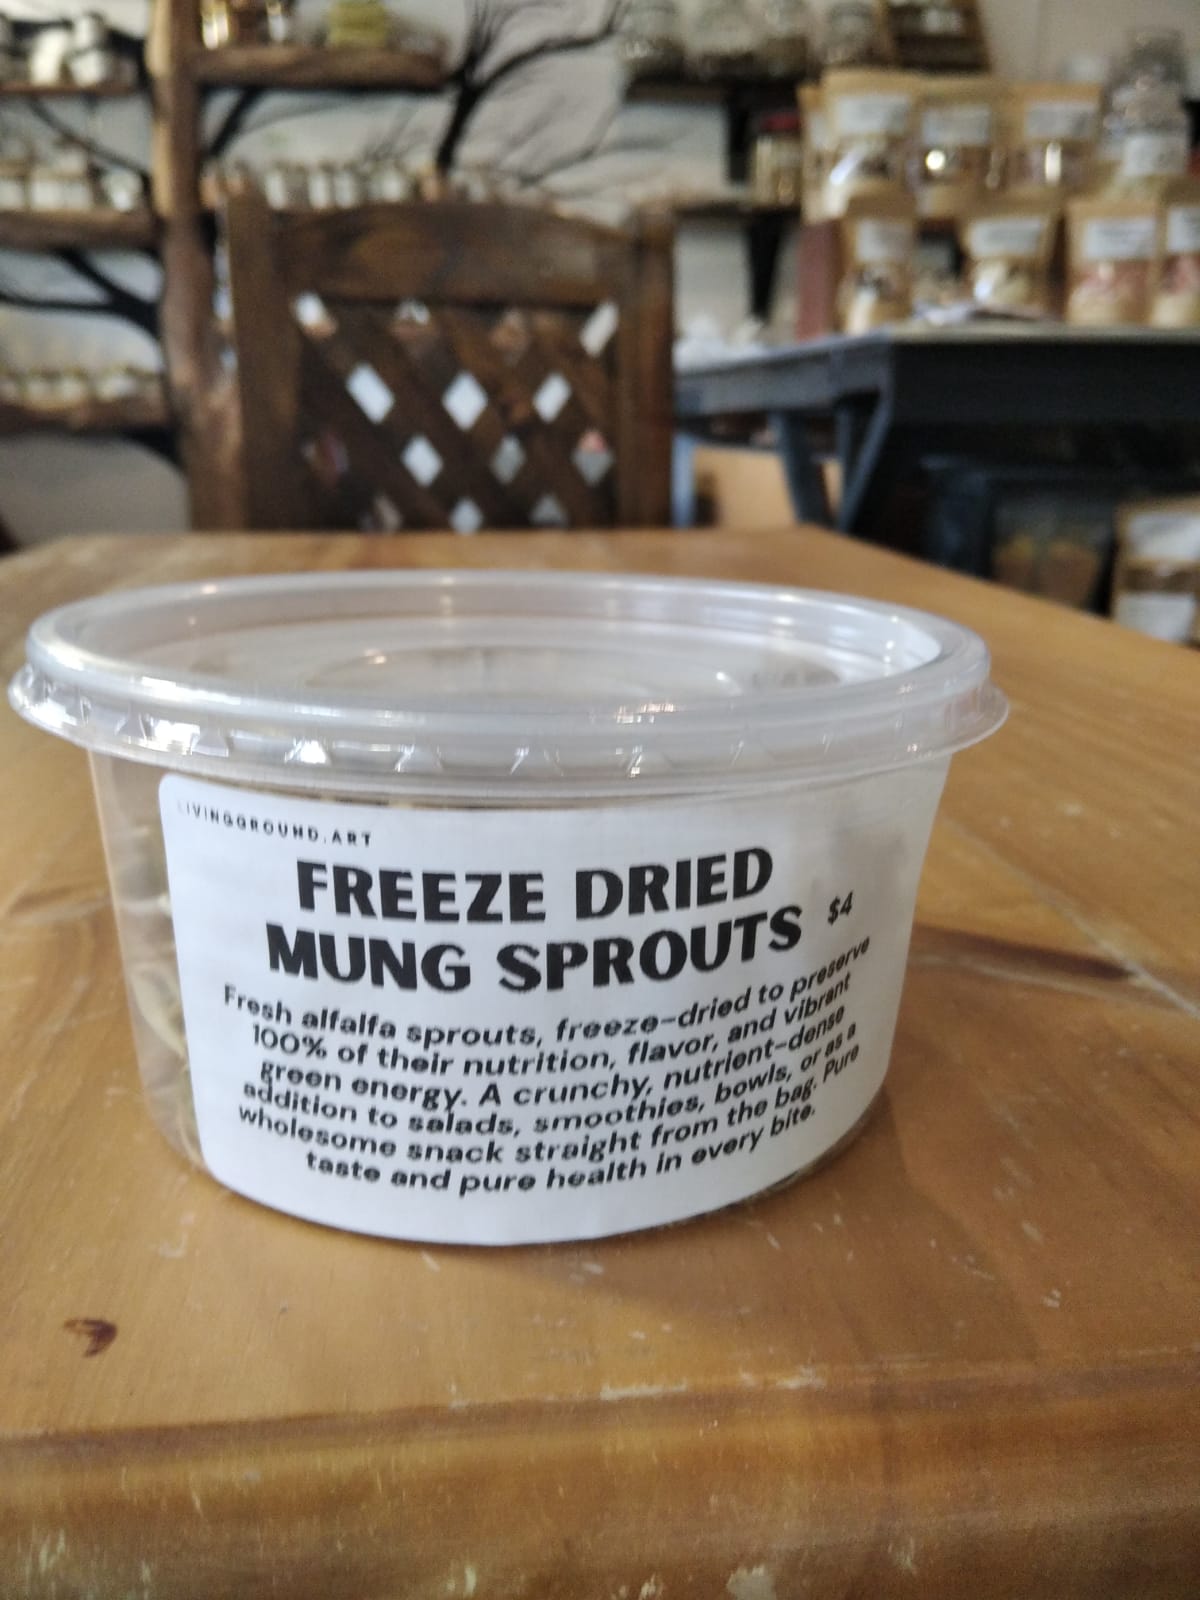 LIVINGGROUND.ART
FREEZE DRIED
MUNG SPROUTS $4
Fresh alfalfa sprouts, freeze-dried to preserve
100% of their nutrition, flavor, and vibrant
green energy. A crunchy, nutrient-dense
addition to salads, smoothies, bowls, or as a
wholesome snack straight from the bag. Pure
taste and pure health in every bite.